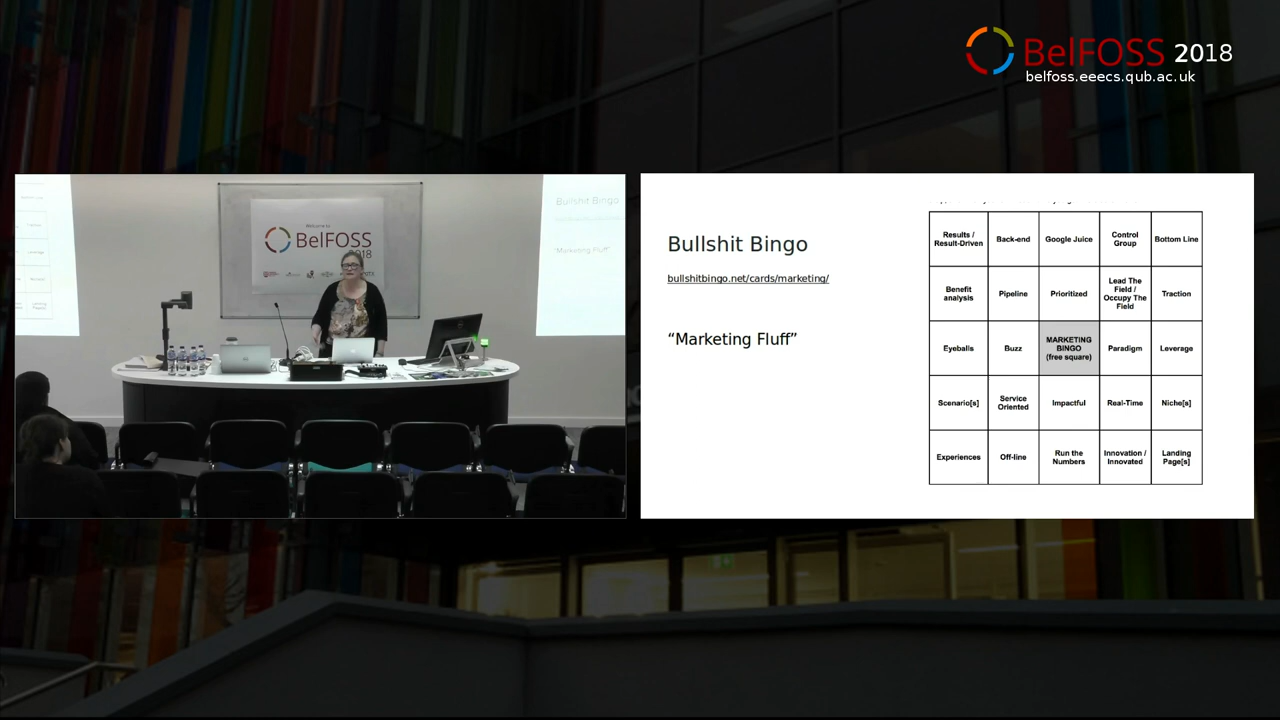 BelFOSS 2018
belfoss.eeecs.qub.ac.uk
Welcome to
BelFOSS
2018
Bullshit Bingo
"Marketing Fluff"
Bullshit Bingo
bullshitbingo.net/cards/marketing/
“Marketing Fluff”
Results /
Result-Driven
Back-end
Google Juice
Control
Group
Bottom Line
Benefit
analysis
Pipeline
Prioritized
Lead The
Field /
Occupy The
Field
Traction
Eyeballs
Buzz
MARKETING
BINGO
(free square)
Paradigm
Leverage
Scenario[s]
Service
Oriented
Impactful
Real-Time
Niche[s]
Experiences
Off-line
Run the
Numbers
Innovation /
Innovated
Landing
Page[s]